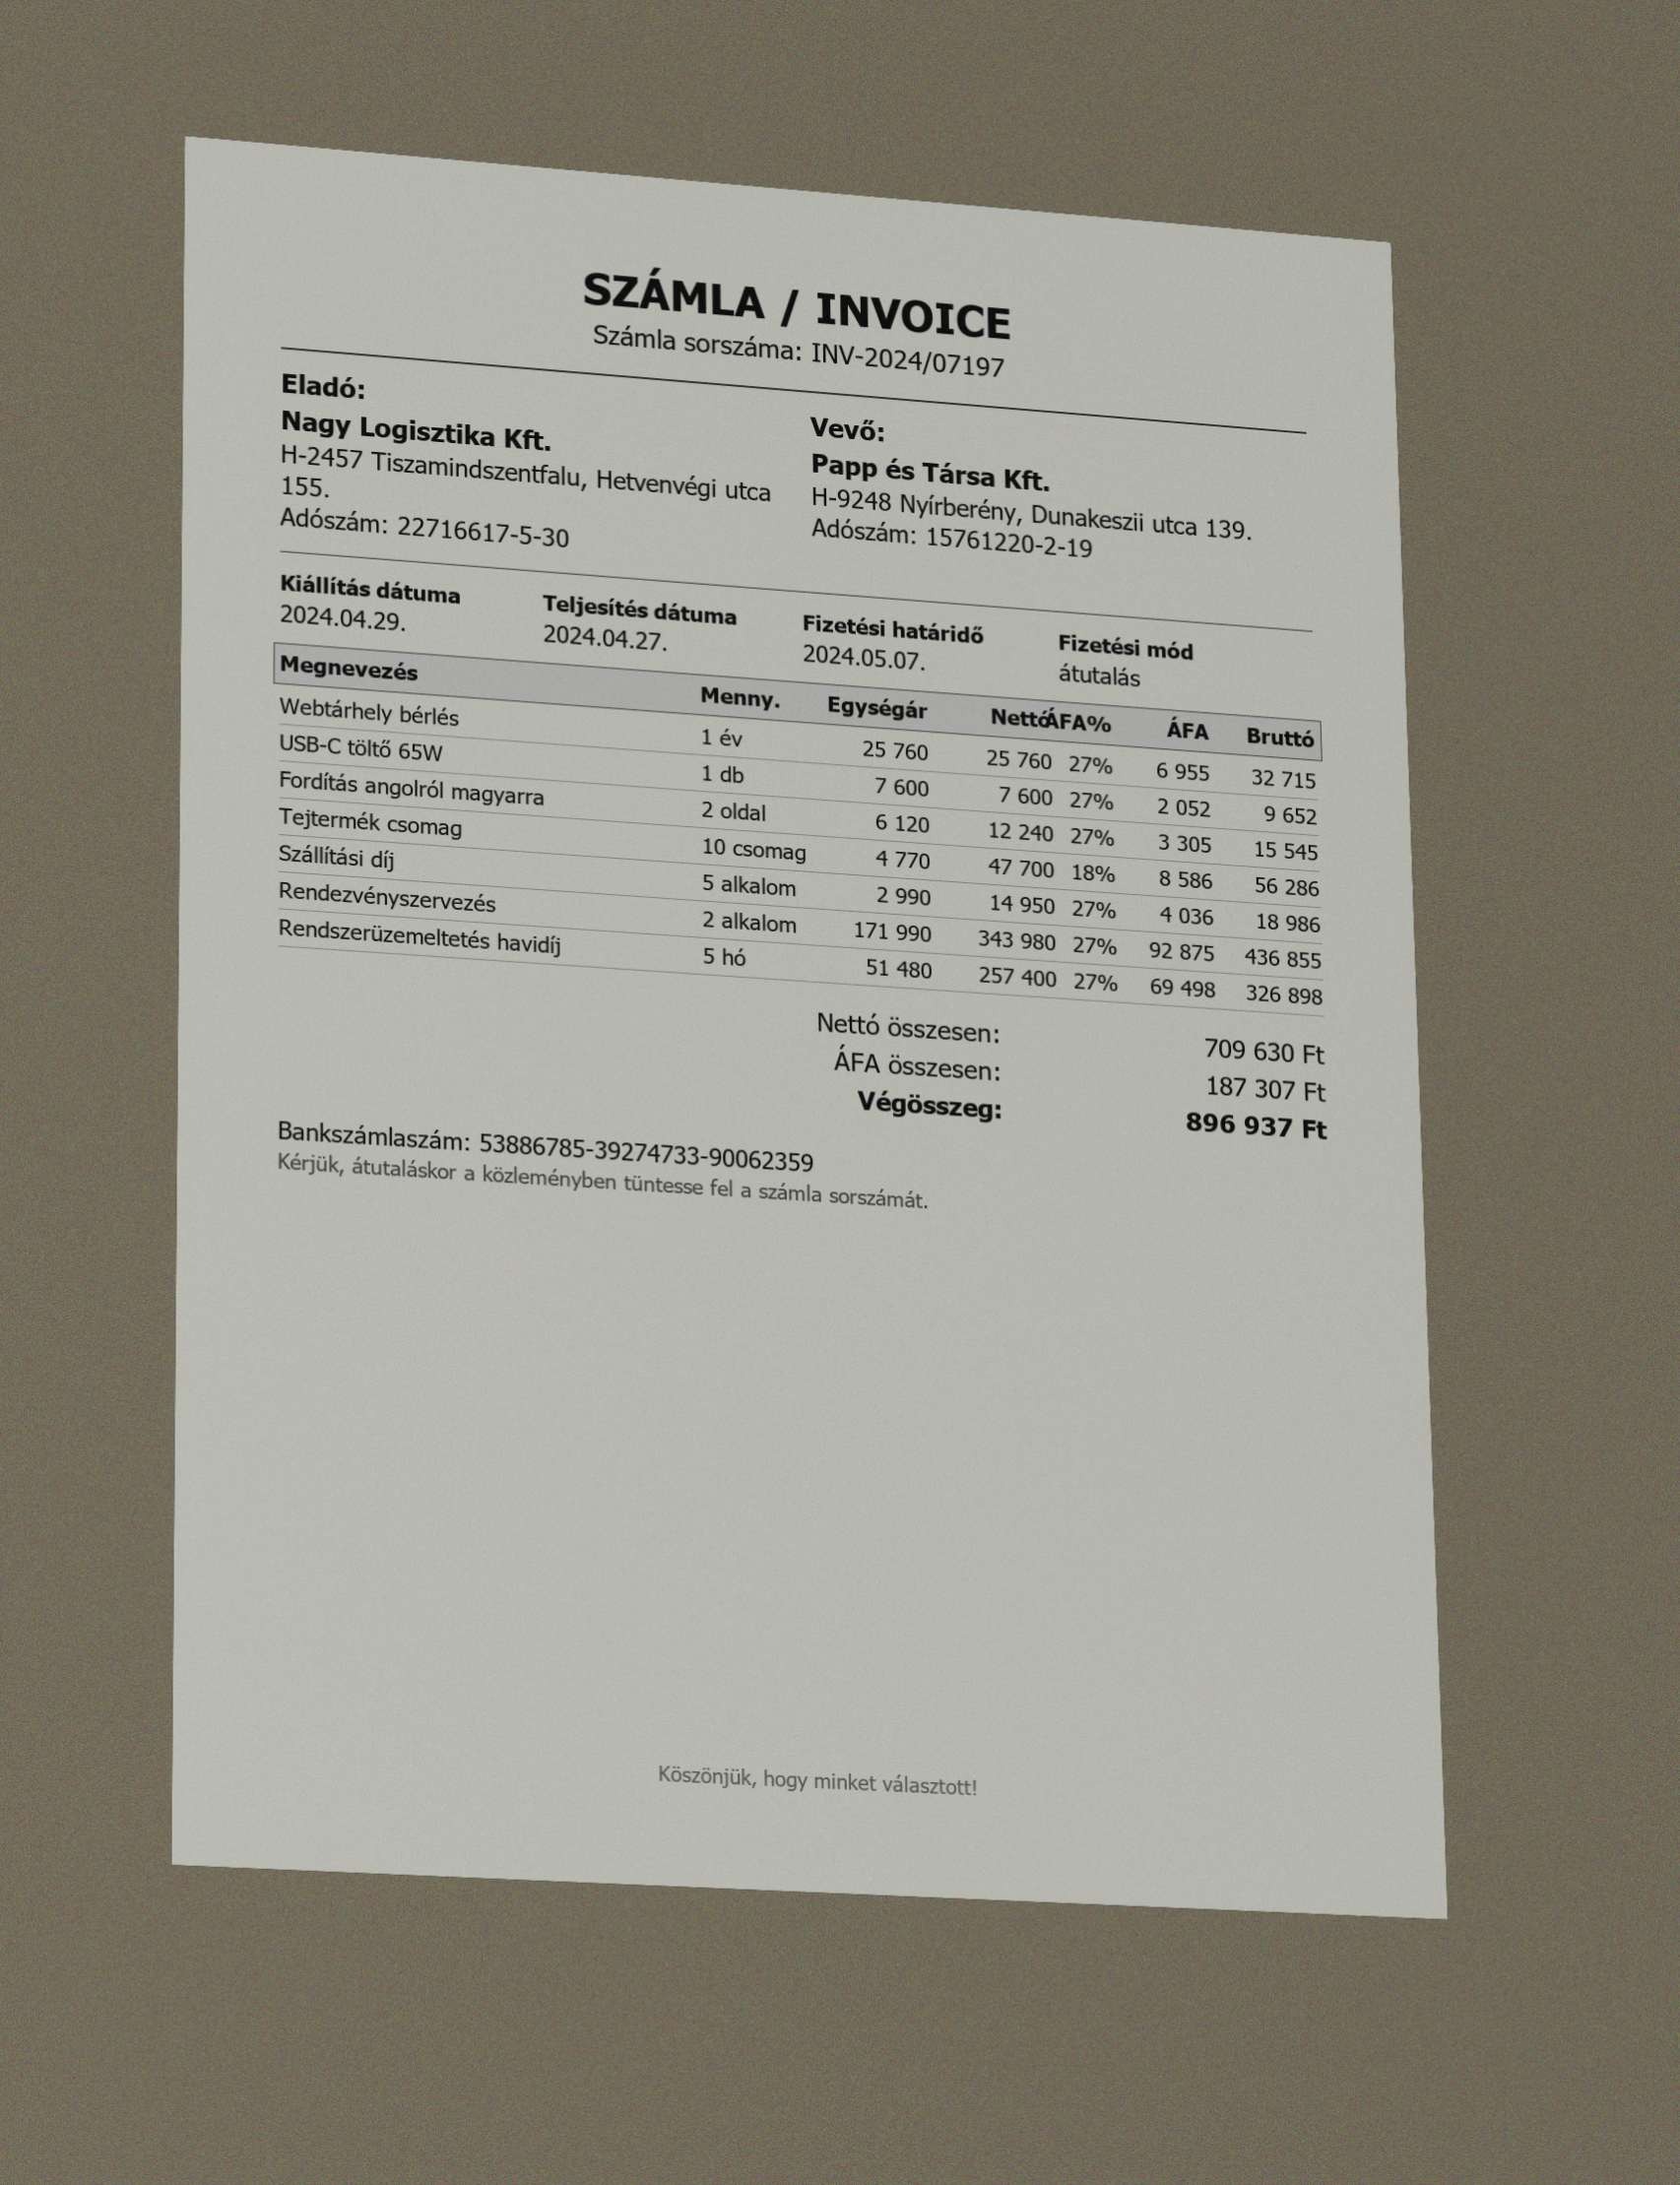 SZÁMLA / INVOICE
Számla sorszáma: INV-2024/07197
Eladó:
Nagy Logisztika Kft.
H-2457 Tiszamindszentfalu, Hetvenvégi utca
155.
Adószám: 22716617-5-30
Vevő:
Papp és Társa Kft.
H-9248 Nyírberény, Dunakeszii utca 139.
Adószám: 15761220-2-19
Kiállítás dátuma Teljesítés dátuma Fizetési határidő Fizetési mód
2024.04.29. 2024.04.27. 2024.05.07. átutalás
Megnevezés Menny. Egységár Nettó ÁFA% ÁFA Bruttó
Webtárhely bérlés 1 év 25 760 25 760 27% 6 955 32 715
USB-C töltő 65W 1 db 7 600 7 600 27% 2 052 9 652
Fordítás angolról magyarra 2 oldal 6 120 12 240 27% 3 305 15 545
Tejtermék csomag 10 csomag 4 770 47 700 18% 8 586 56 286
Szállítási díj 5 alkalom 2 990 14 950 27% 4 036 18 986
Rendezvényszervezés 2 alkalom 171 990 343 980 27% 92 875 436 855
Rendszerüzemeltetés havidíj 5 hó 51 480 257 400 27% 69 498 326 898
Nettó összesen: 709 630 Ft
ÁFA összesen: 187 307 Ft
Végösszeg: 896 937 Ft
Bankszámlaszám: 53886785-39274733-90062359
Kérjük, átutaláskor a közleményben tüntesse fel a számla sorszámát.
Köszönjük, hogy minket választott!